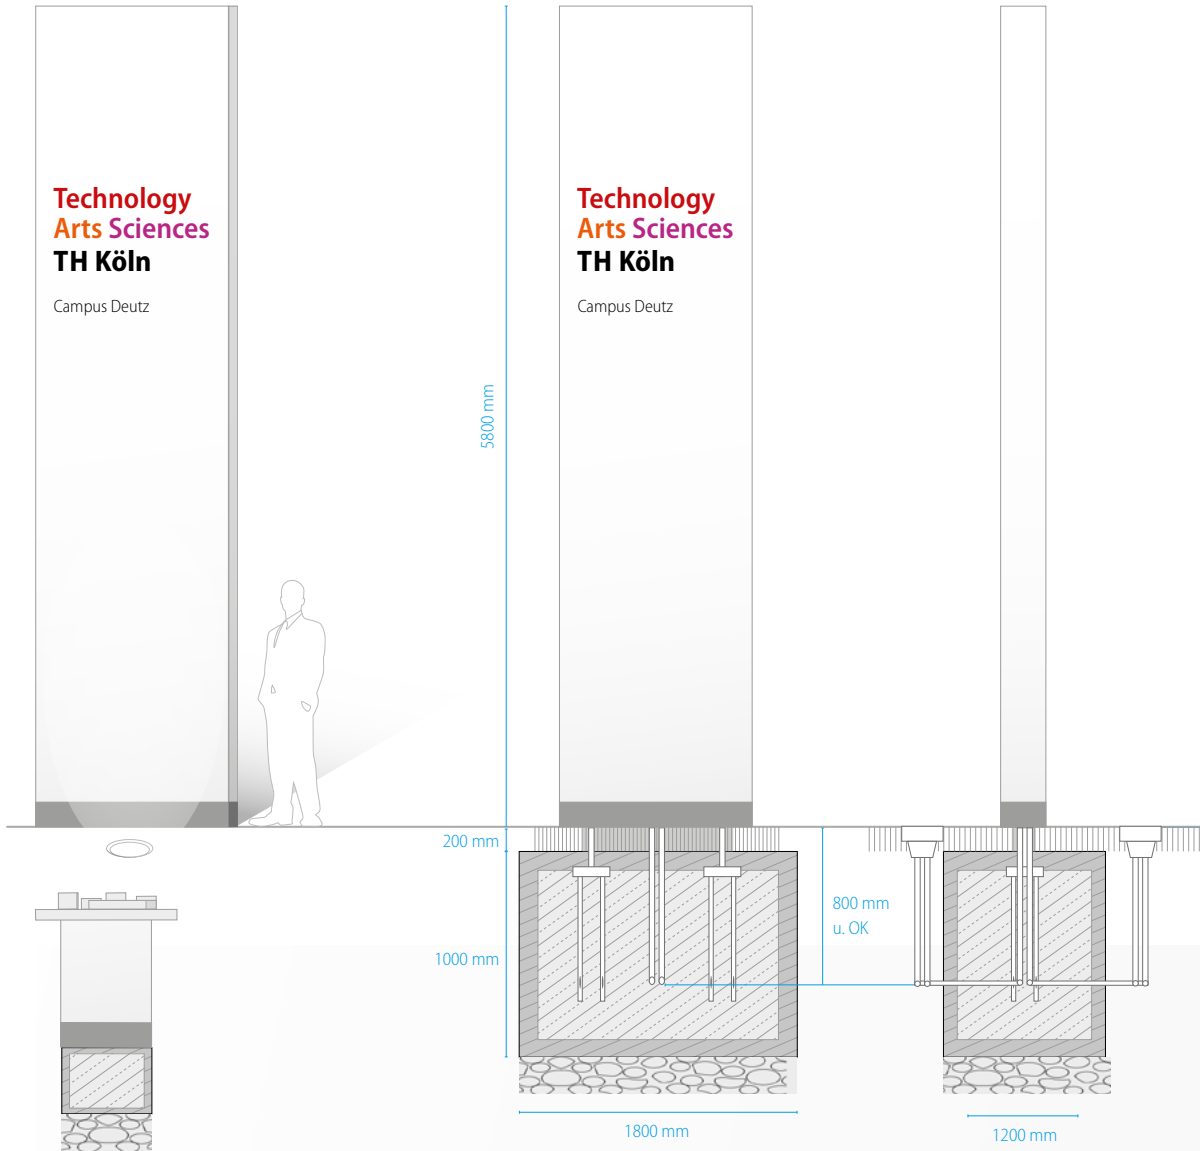 Technology
Arts Sciences
TH Köln
Campus Deutz
Technology
Arts Sciences
TH Köln
Campus Deutz
5800 mm
200 mm
1000 mm
800 mm
u. OK
1800 mm
1200 mm